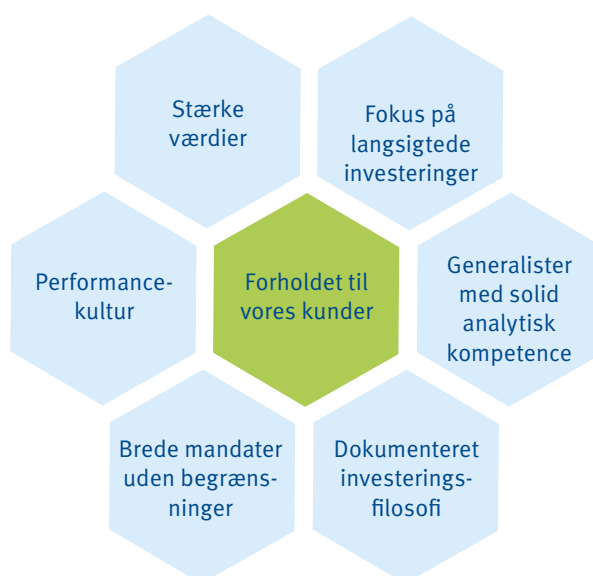 Stærke
værdier
Fokus på
langsigtede
investeringer
Performance-
kultur
Forholdet til
vores kunder
Generalister
med solid
analytisk
kompetence
Brede mandater
uden begræns-
ninger
Dokumenteret
investerings-
filosofi